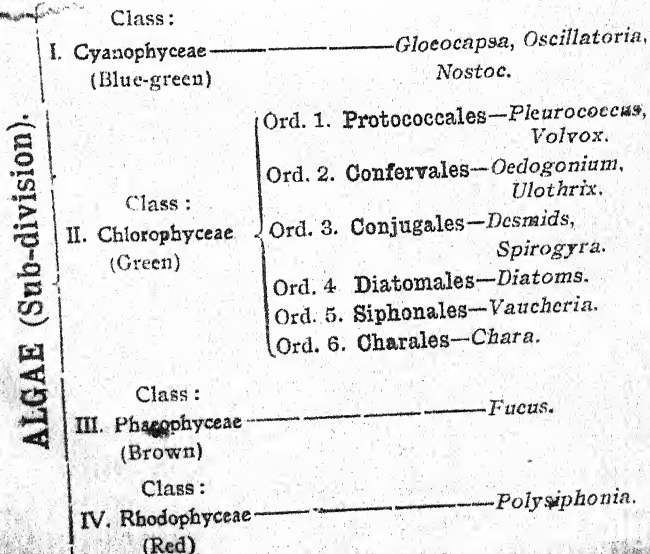 ALGAE (Sub-division).
Class :
I. Cyanophyceae — Gloeocapsa, Oscillatoria,
(Blue-green) Nostoc.
Ord. 1. Protococcales—Pleurococcus,
Volvox.
Ord. 2. Confervales—Oedogonium,
Ulothrix.
Class :
II. Chlorophyceae
(Green)
Ord. 3. Conjugales—Desmids,
Spirogyra.
Ord. 4 Diatomales—Diatoms.
Ord. 5. Siphonales—Vaucheria.
Ord. 6. Charales—Chara.
Class :
III. Phaeophyceae — Fucus.
(Brown)
Class :
IV. Rhodophyceae — Polysiphonia.
(Red)